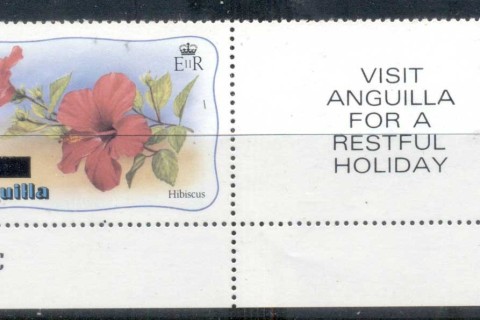 EIIR
Hibiscus
uilla
VISIT
ANGUILLA
FOR A
RESTFUL
HOLIDAY